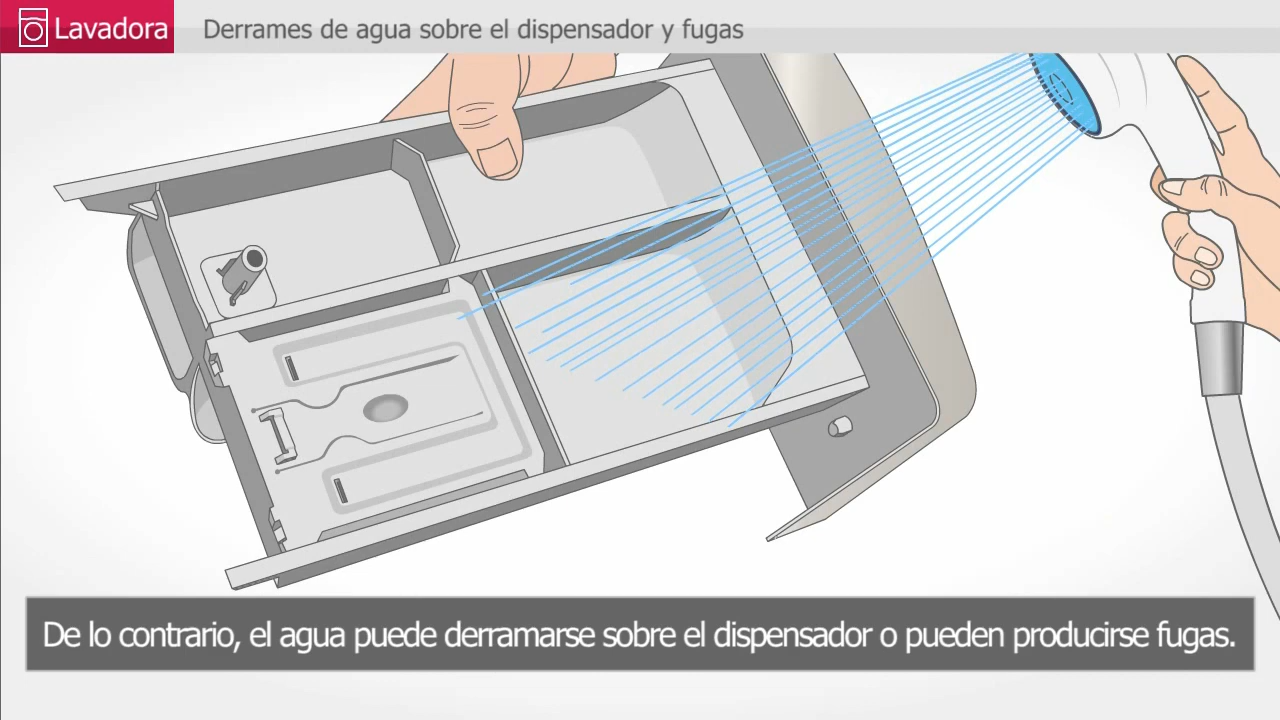 Lavadora
Derrames de agua sobre el dispensador y fugas
De lo contrario, el agua puede derramarse sobre el dispensador o pueden producirse fugas.